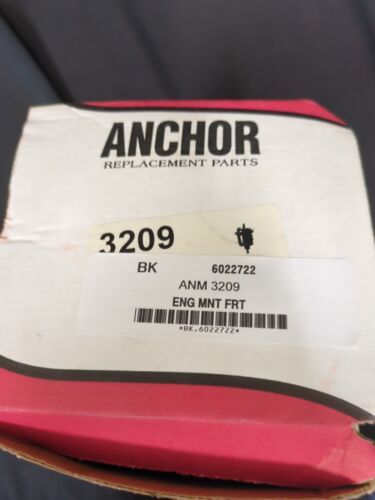 ANCHOR
REPLACEMENT PARTS
3209
BK 6022722
ANM 3209
ENG MNT FRT
*BK.6022722*